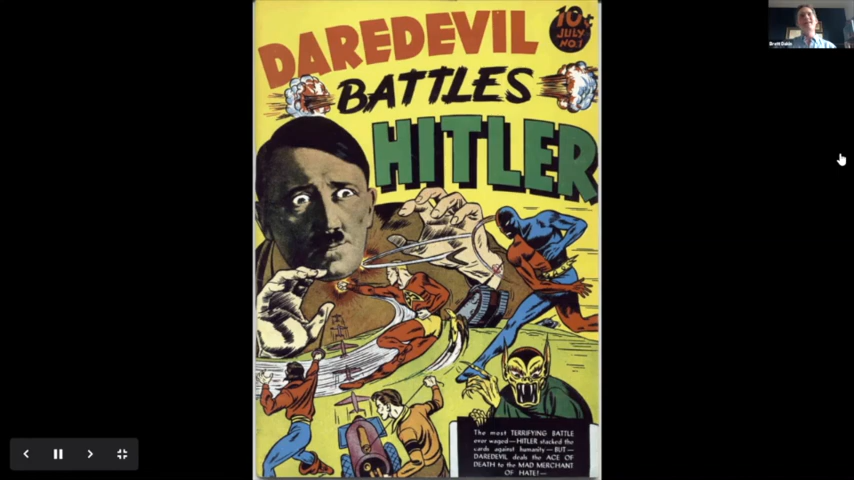 DAREDEVIL
10¢
JULY
NO.1
BATTLES
HITLER
The most TERRIFYING BATTLE
ever waged—HITLER stacked the
cards against humanity—BUT—
DAREDEVIL deals the ACE OF
DEATH to the MAD MERCHANT
OF HATE!—